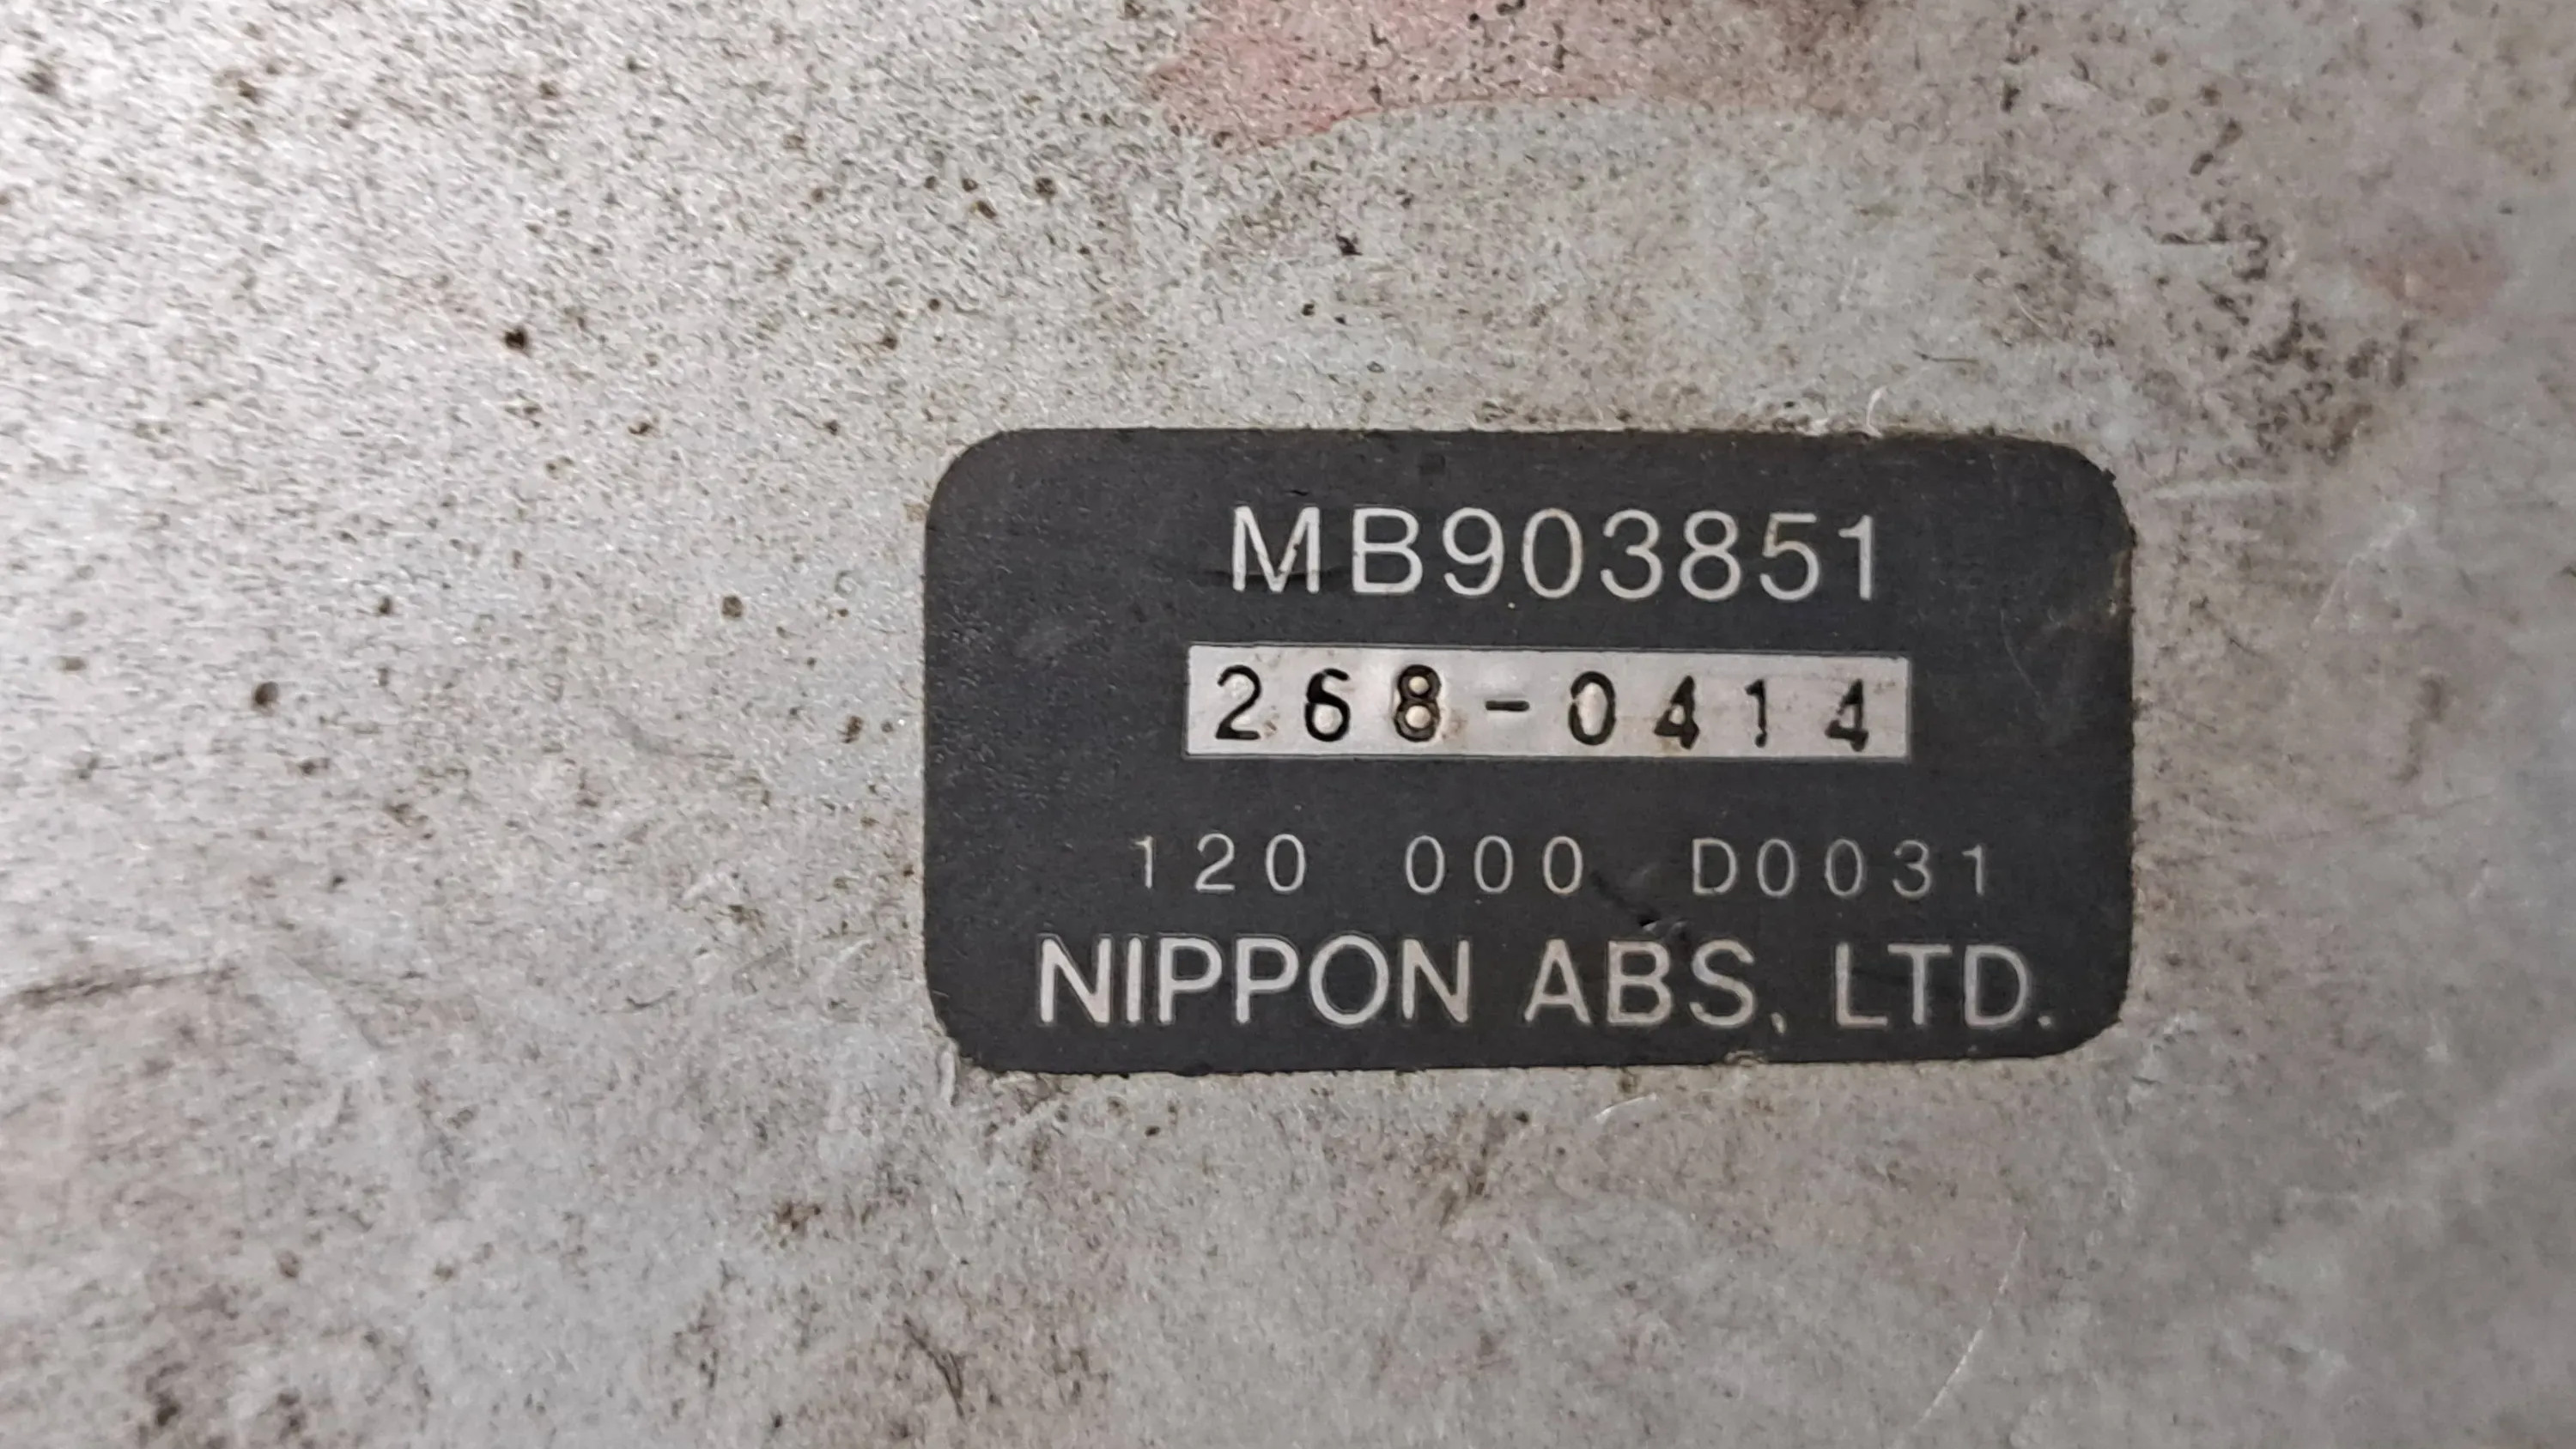 MB903851
268-0414
120 000 D0031
NIPPON ABS, LTD.